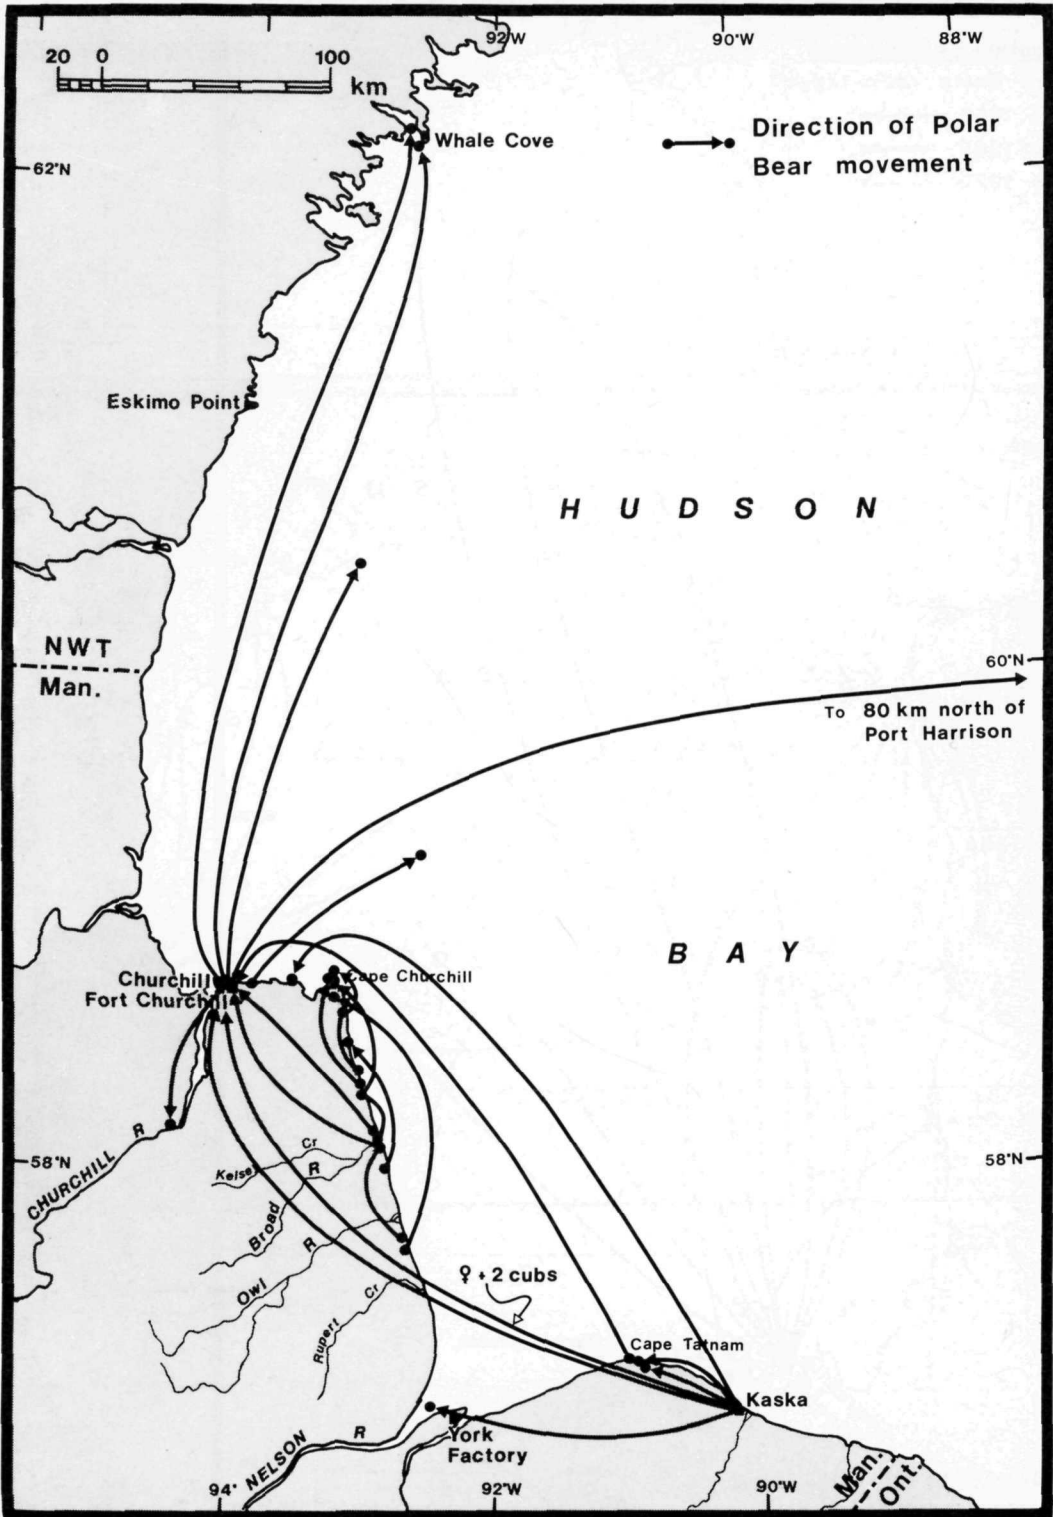 92°W
90°W
88°W
20 0 100
km
Direction of Polar
Bear movement
Whale Cove
62°N
Eskimo Point
H U D S O N
NWT
Man.
60°N
To 80 km north of
Port Harrison
B A Y
Churchill
Cape Churchill
Fort Churchill
CHURCHILL R
58°N
58°N
Kelsey Cr
Broad R
Owl R
Rupert Cr
♀ + 2 cubs
Cape Tatnam
Kaska
York
Factory
NELSON R
Man.
Ont.
94°
92°W
90°W